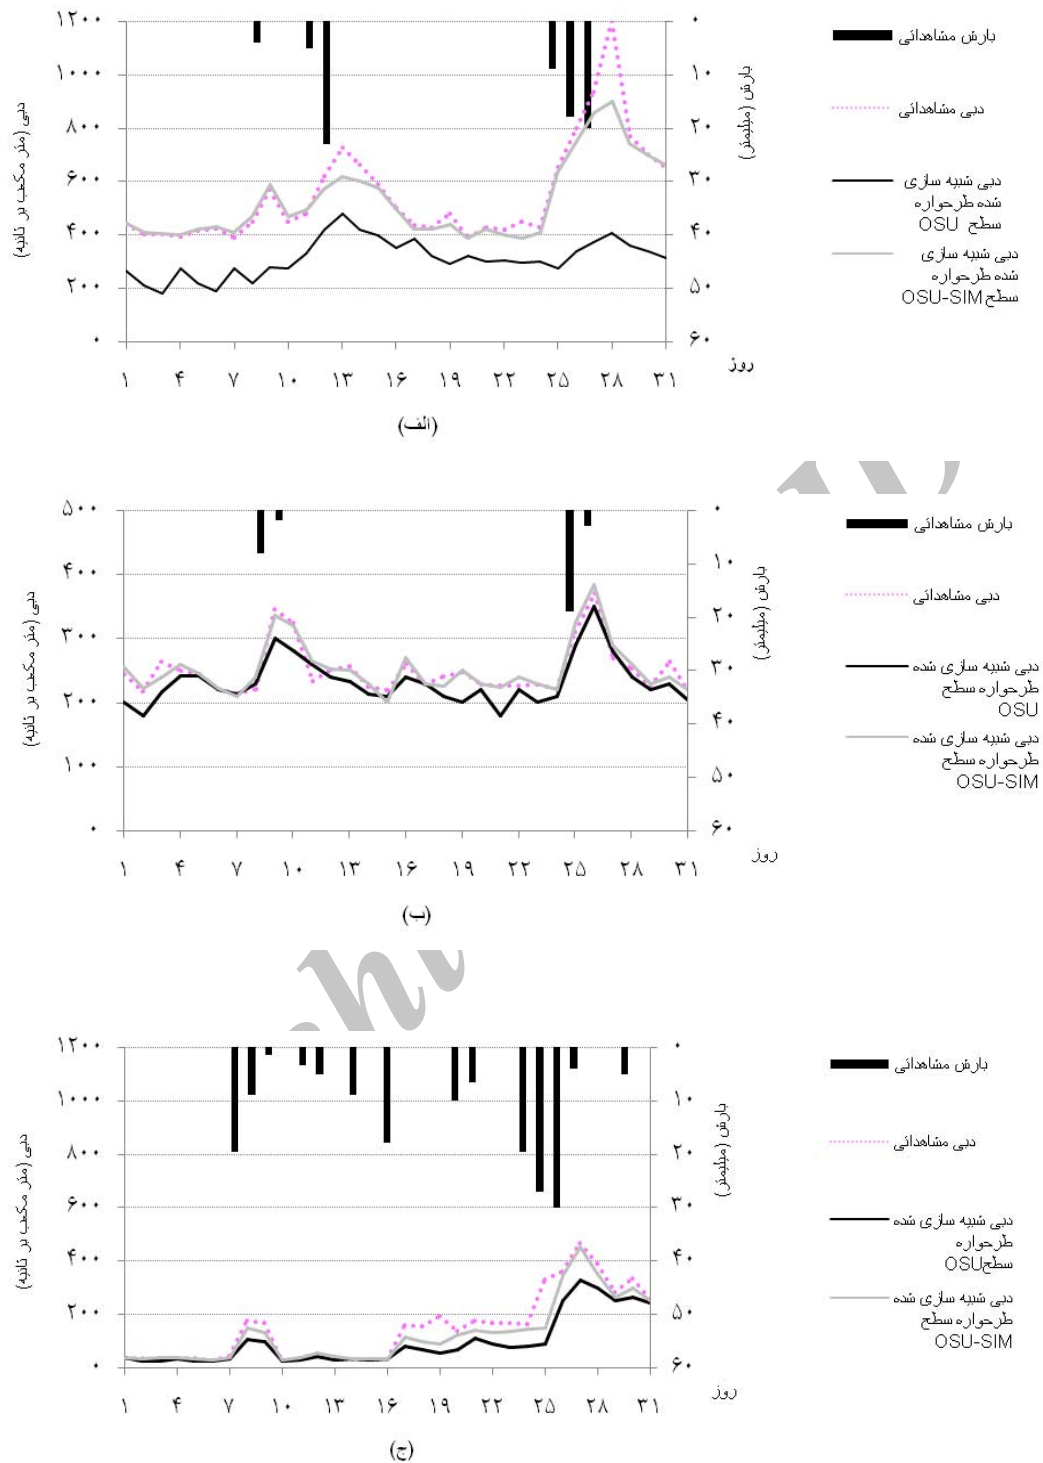 ۱۲۰۰
۱۰۰۰
۸۰۰
۶۰۰
۴۰۰
۲۰۰
۰
دبی (متر مکعب بر ثانیه)
۰
۱۰
۲۰
۳۰
۴۰
۵۰
۶۰
بارش (میلیمتر)
۱ ۴ ۷ ۱۰ ۱۳ ۱۶ ۱۹ ۲۲ ۲۵ ۲۸ ۳۱
روز
بارش مشاهداتی
دبی مشاهداتی
دبی شبیه سازی
شده طرحواره
سطح OSU
دبی شبیه سازی
شده طرحواره
سطح OSU-SIM
(الف)
۵۰۰
۴۰۰
۳۰۰
۲۰۰
۱۰۰
۰
دبی (متر مکعب بر ثانیه)
۰
۱۰
۲۰
۳۰
۴۰
۵۰
۶۰
بارش (میلیمتر)
۱ ۴ ۷ ۱۰ ۱۳ ۱۶ ۱۹ ۲۲ ۲۵ ۲۸ ۳۱
روز
بارش مشاهداتی
دبی مشاهداتی
دبی شبیه سازی شده
طرحواره سطح
OSU
دبی شبیه سازی شده
طرحواره سطح
OSU-SIM
(ب)
۱۲۰۰
۱۰۰۰
۸۰۰
۶۰۰
۴۰۰
۲۰۰
۰
دبی (متر مکعب بر ثانیه)
۰
۱۰
۲۰
۳۰
۴۰
۵۰
۶۰
بارش (میلیمتر)
۱ ۴ ۷ ۱۰ ۱۳ ۱۶ ۱۹ ۲۲ ۲۵ ۲۸ ۳۱
روز
بارش مشاهداتی
دبی مشاهداتی
دبی شبیه سازی شده
طرحواره
سطح OSU
دبی شبیه سازی شده
طرحواره سطح
OSU-SIM
(ج)